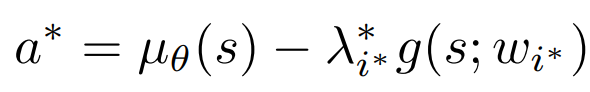 a* = μ_θ(s) − λ*_{i*} g(s; w_{i*})